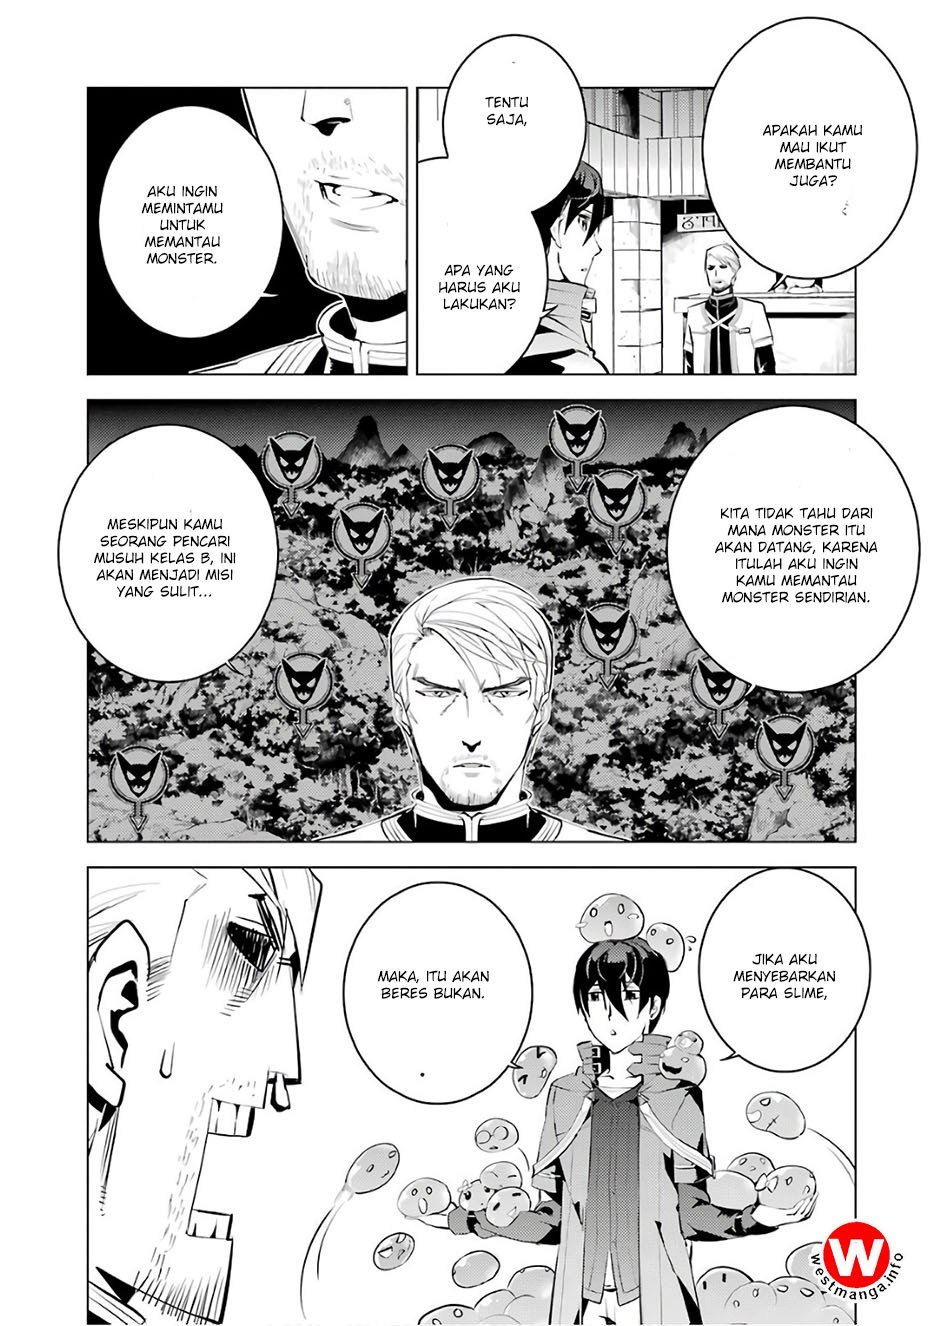 APAKAH KAMU
MAU IKUT
MEMBANTU
JUGA?
TENTU
SAJA,
APA YANG
HARUS AKU
LAKUKAN?
AKU INGIN
MEMINTAMU
UNTUK
MEMANTAU
MONSTER.
KITA TIDAK TAHU DARI
MANA MONSTER ITU
AKAN DATANG, KARENA
ITULAH AKU INGIN
KAMU MEMANTAU
MONSTER SENDIRIAN.
MESKIPUN KAMU
SEORANG PENCARI
MUSUH KELAS B, INI
AKAN MENJADI MISI
YANG SULIT...
JIKA AKU
MENYEBARKAN
PARA SLIME,
MAKA, ITU AKAN
BERES BUKAN.
W
westmanga.info